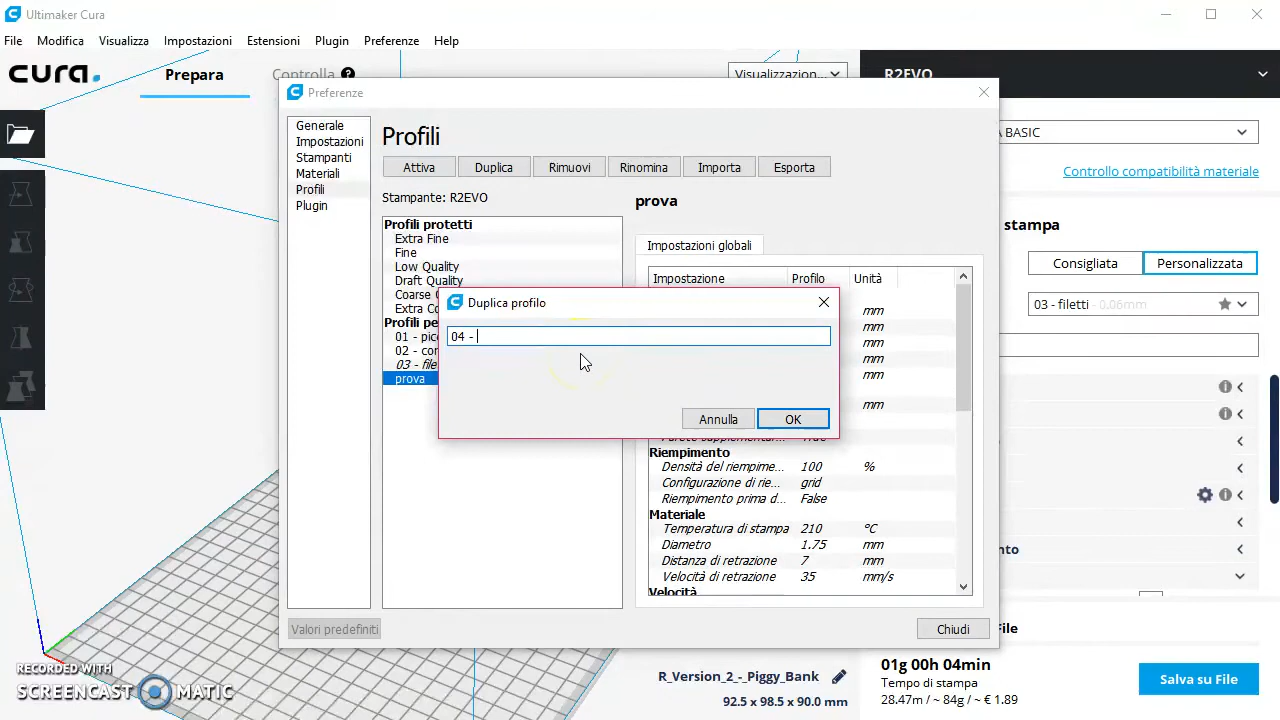 Ultimaker Cura
File Modifica Visualizza Impostazioni Estensioni Plugin Preferenze Help
cura. Prepara Controlla ? Visualizzazion... R2EVO
Preferenze
Generale
Impostazioni
Stampanti
Materiali
Profili
Plugin
Profili
Attiva Duplica Rimuovi Rinomina Importa Esporta
Stampante: R2EVO
Profili protetti
Extra Fine
Fine
Low Quality
Draft Quality
Coarse
Extra Co
Profili pe
01 - pic
02 - co
03 - file
prova
prova
Impostazioni globali
Impostazione Profilo Unità
mm
mm
mm
mm
mm
mm
Riempimento
Densità del riempime... 100 %
Configurazione di rie... grid
Riempimento prima d... False
Materiale
Temperatura di stampa 210 °C
Diametro 1.75 mm
Distanza di retrazione 7 mm
Velocità di retrazione 35 mm/s
Velocità
Duplica profilo
04 -
Annulla OK
Valori predefiniti Chiudi
A BASIC
Controllo compatibilità materiale
stampa
Consigliata Personalizzata
03 - filetti - 0,06mm
nto
File
R_Version_2_-_Piggy_Bank
92.5 x 98.5 x 90.0 mm
01g 00h 04min
Tempo di stampa
28.47m / ~ 84g / ~ € 1.89
Salva su File
RECORDED WITH
SCREENCAST MATIC